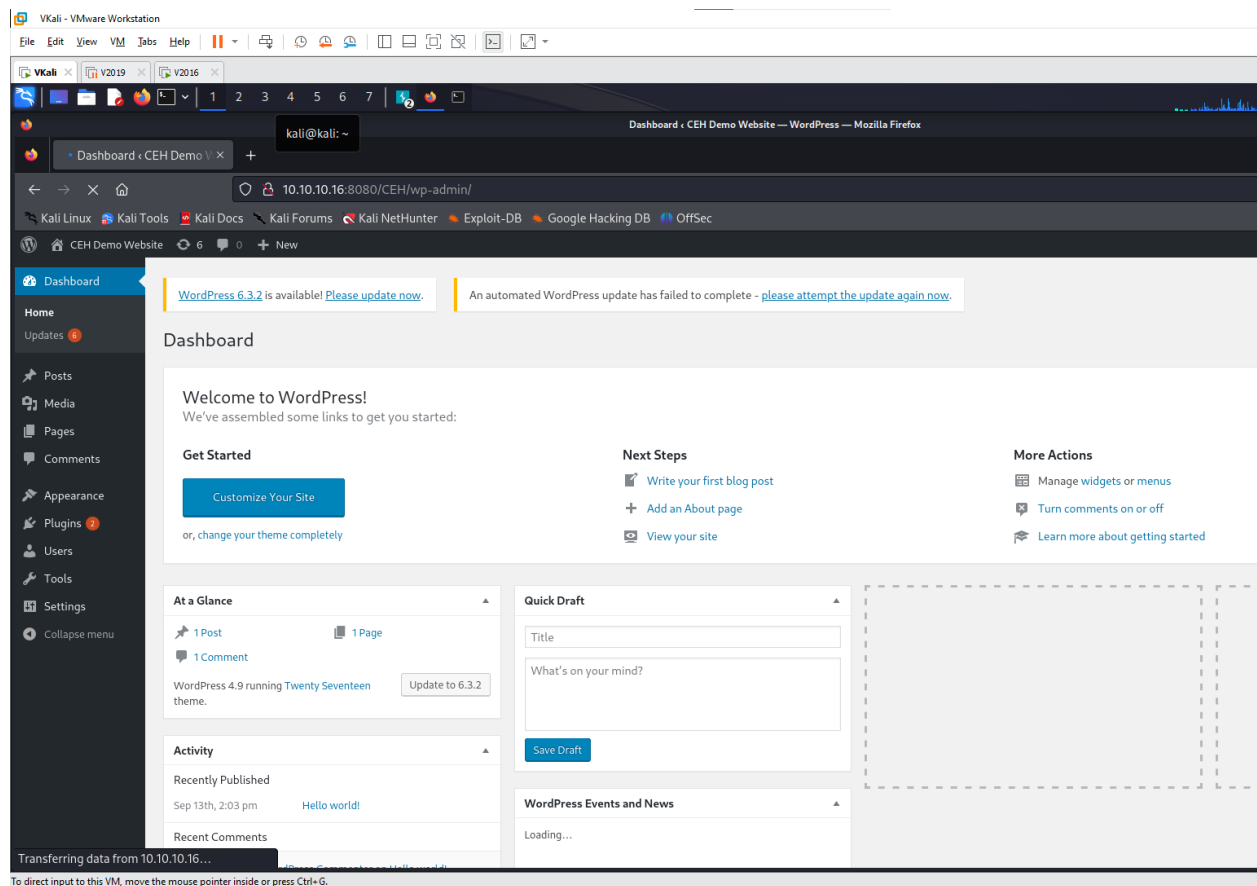 VKali - VMware Workstation
File Edit View VM Tabs Help
VKali V2019 V2016
1 2 3 4 5 6 7 2
Dashboard ‹ CEH Demo Website — WordPress — Mozilla Firefox
kali@kali: ~
Dashboard ‹ CEH Demo W
10.10.10.16:8080/CEH/wp-admin/
Kali Linux Kali Tools Kali Docs Kali Forums Kali NetHunter Exploit-DB Google Hacking DB OffSec
CEH Demo Website 6 0 New
Dashboard
Home
Updates 6
Posts
Media
Pages
Comments
Appearance
Plugins 2
Users
Tools
Settings
Collapse menu
WordPress 6.3.2 is available! Please update now.
An automated WordPress update has failed to complete - please attempt the update again now.
Dashboard
Welcome to WordPress!
We've assembled some links to get you started:
Get Started
Customize Your Site
or, change your theme completely
Next Steps
Write your first blog post
Add an About page
View your site
More Actions
Manage widgets or menus
Turn comments on or off
Learn more about getting started
At a Glance
1 Post 1 Page
1 Comment
WordPress 4.9 running Twenty Seventeen
theme.
Update to 6.3.2
Activity
Recently Published
Sep 13th, 2:03 pm Hello world!
Recent Comments
Quick Draft
Title
What's on your mind?
Save Draft
WordPress Events and News
Loading…
Transferring data from 10.10.10.16…
To direct input to this VM, move the mouse pointer inside or press Ctrl+G.